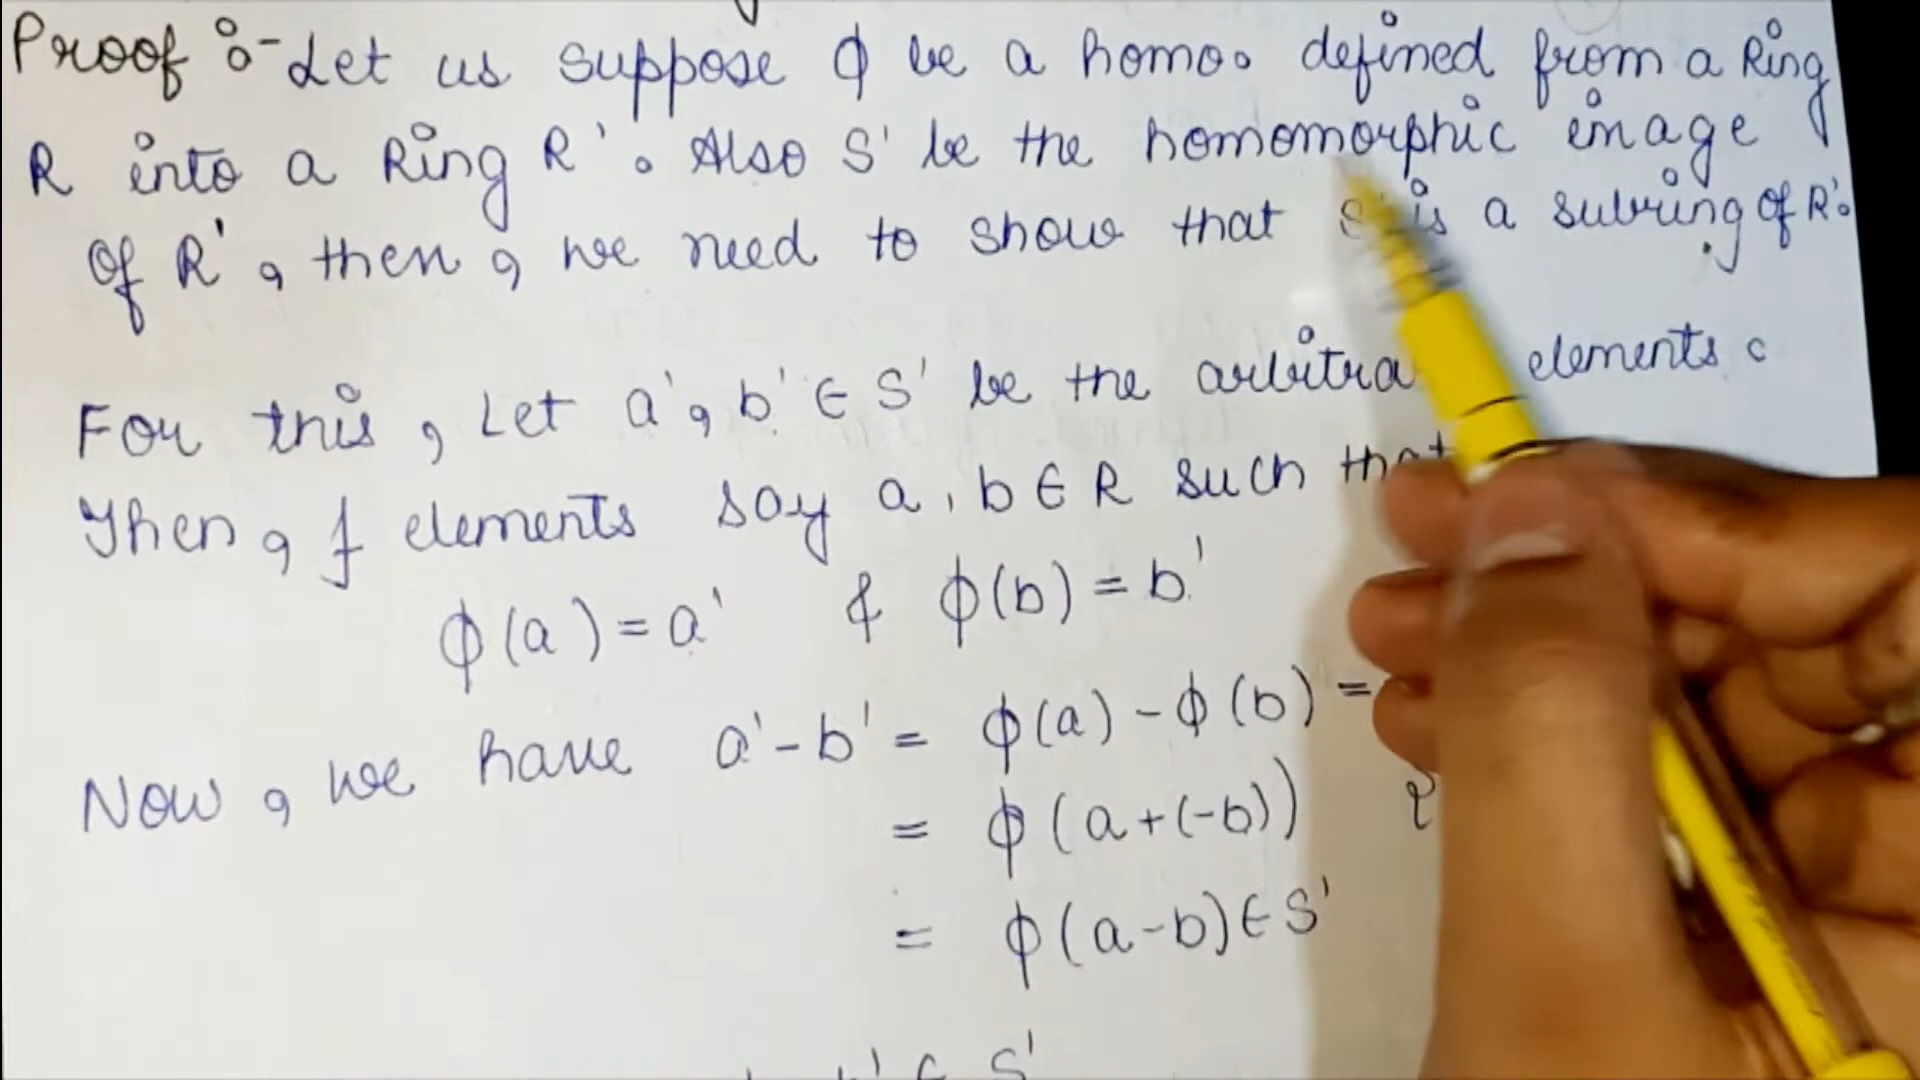 Proof :- Let us suppose ϕ be a homo. defined from a Ring
R into a Ring R'. Also S' be the homomorphic image
of R', then, we need to show that S' is a subring of R'.
For this, Let a', b' ∈ S' be the elements
Then, ∃ elements say a, b ∈ R such that
ϕ(a) = a' & ϕ(b) = b'
Now, we have a' - b' = ϕ(a) - ϕ(b) =
= ϕ(a + (-b))
= ϕ(a - b) ∈ S'
b' ∈ S'